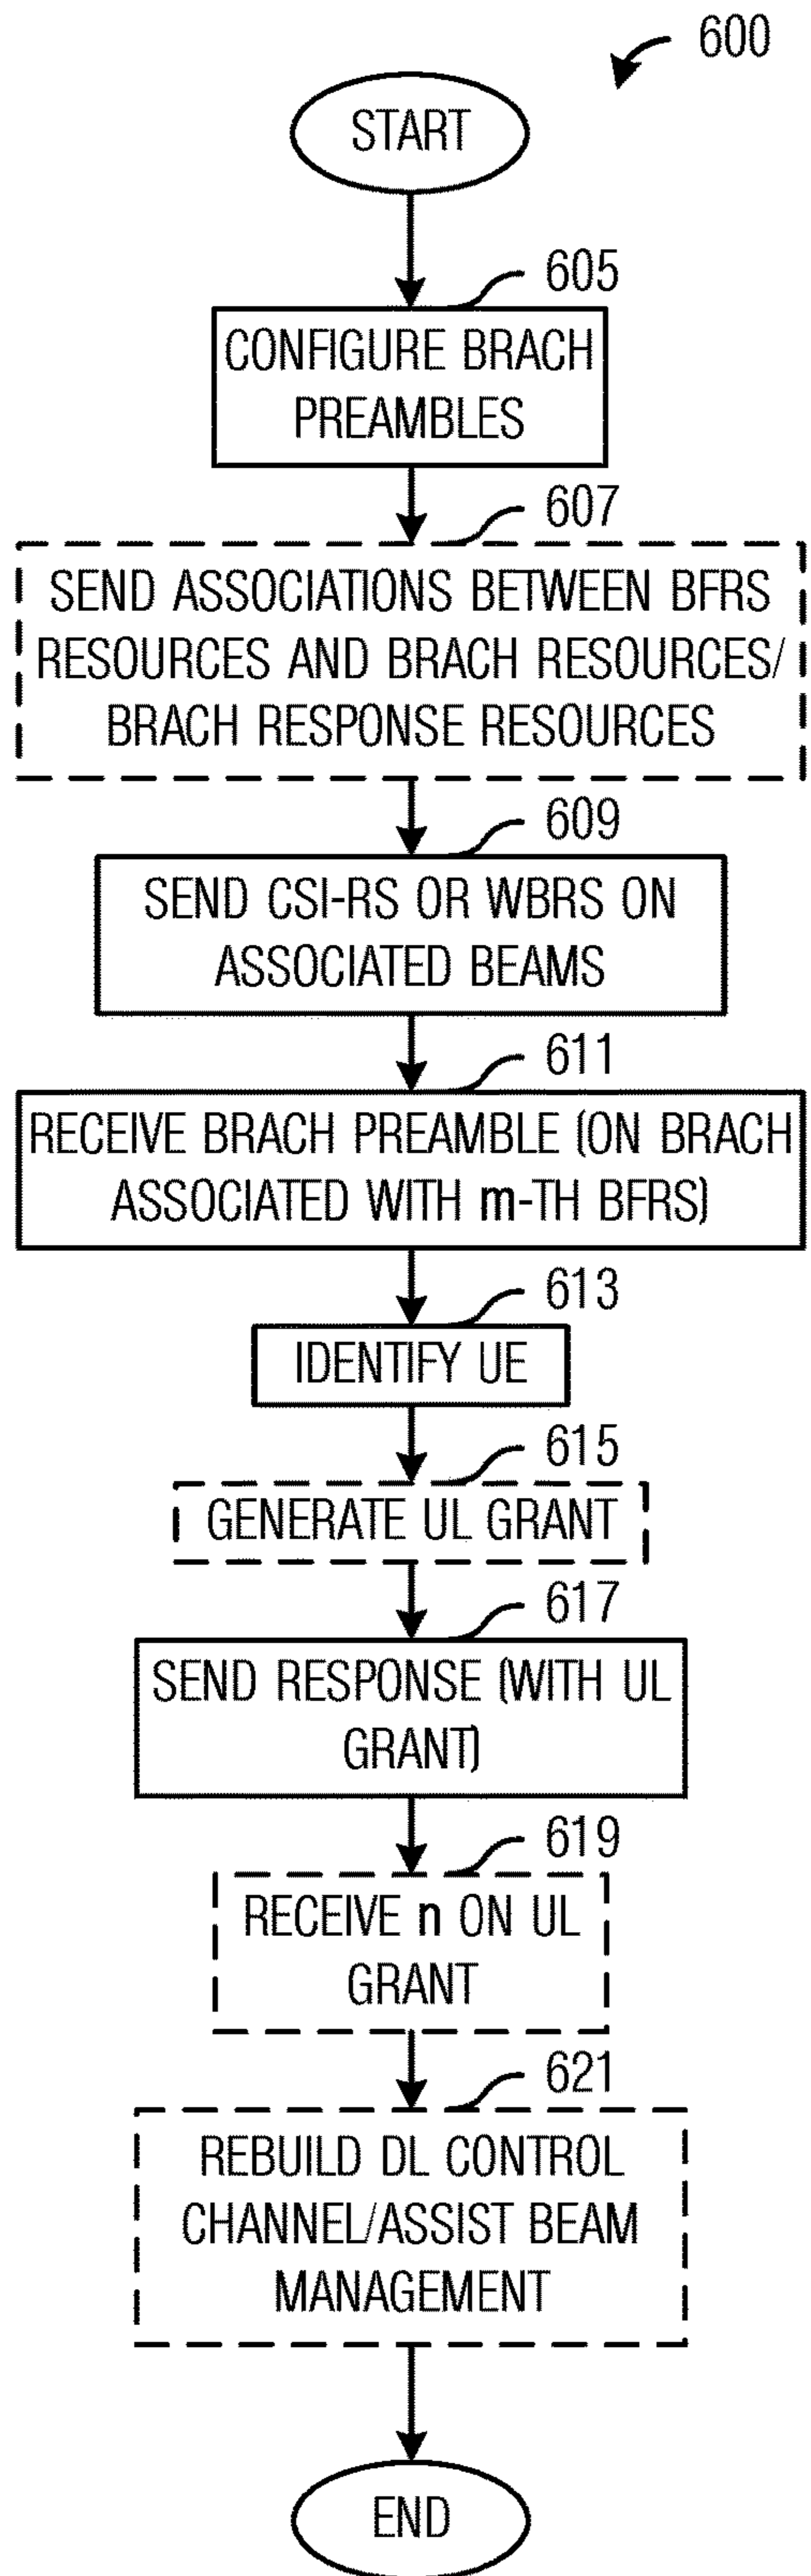 600
START
605
CONFIGURE BRACH
PREAMBLES
607
SEND ASSOCIATIONS BETWEEN BFRS
RESOURCES AND BRACH RESOURCES/
BRACH RESPONSE RESOURCES
609
SEND CSI-RS OR WBRS ON
ASSOCIATED BEAMS
611
RECEIVE BRACH PREAMBLE (ON BRACH
ASSOCIATED WITH m-TH BFRS)
613
IDENTIFY UE
615
GENERATE UL GRANT
617
SEND RESPONSE (WITH UL
GRANT)
619
RECEIVE n ON UL
GRANT
621
REBUILD DL CONTROL
CHANNEL/ASSIST BEAM
MANAGEMENT
END